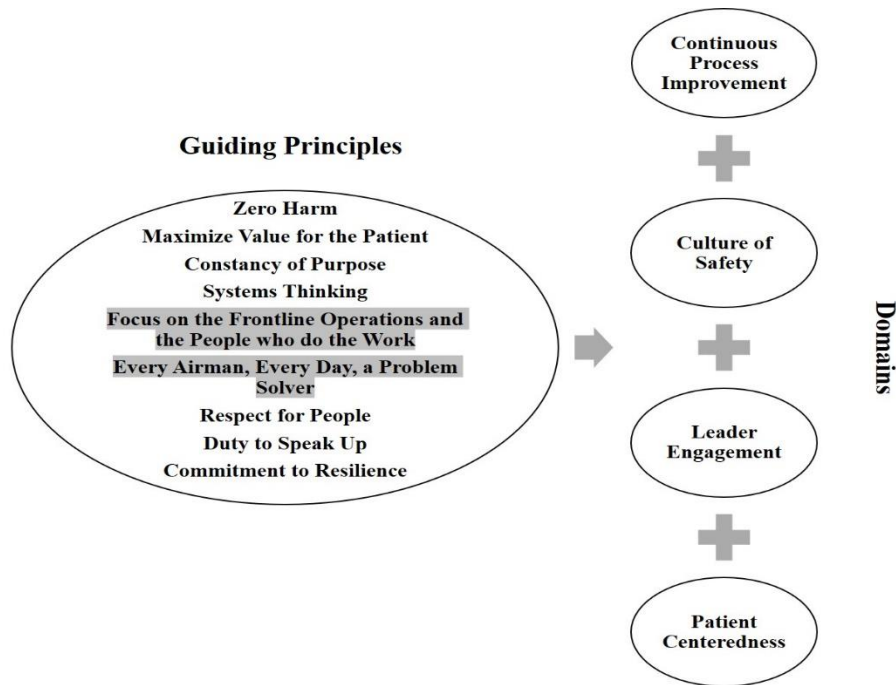 Guiding Principles
Zero Harm
Maximize Value for the Patient
Constancy of Purpose
Systems Thinking
Focus on the Frontline Operations and
the People who do the Work
Every Airman, Every Day, a Problem
Solver
Respect for People
Duty to Speak Up
Commitment to Resilience
Continuous
Process
Improvement
Culture of
Safety
Leader
Engagement
Patient
Centeredness
Domains